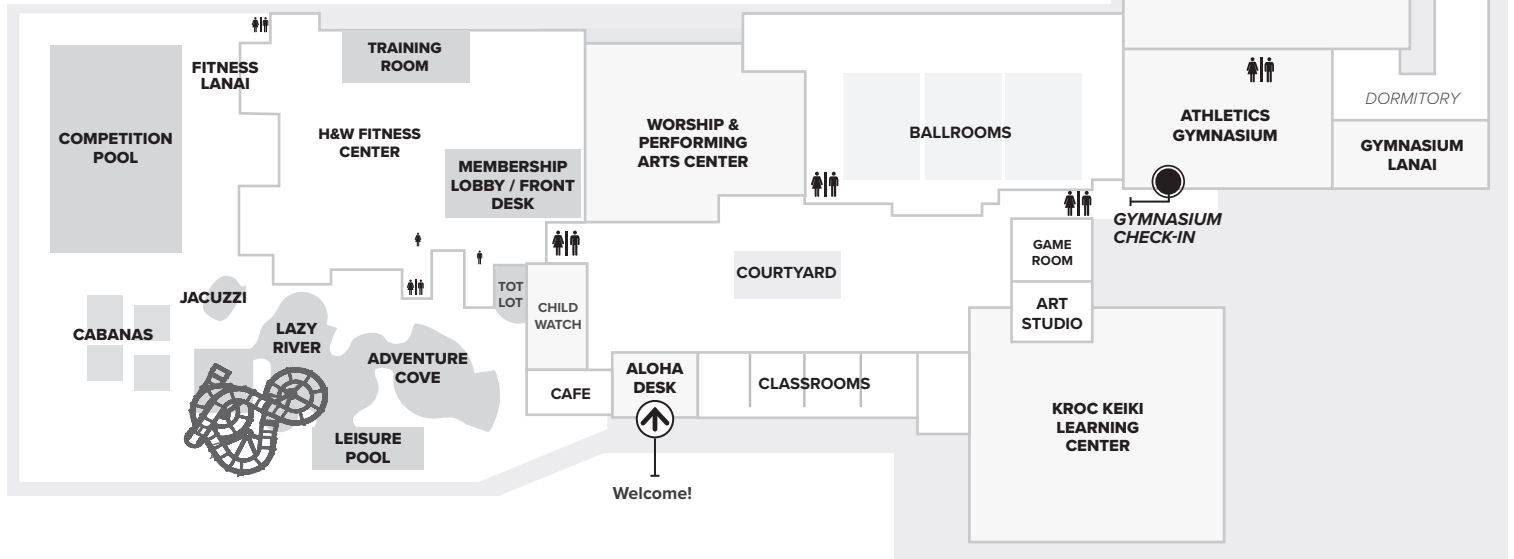 TRAINING
ROOM
FITNESS
LANAI
COMPETITION
POOL
H&W FITNESS
CENTER
MEMBERSHIP
LOBBY / FRONT
DESK
WORSHIP &
PERFORMING
ARTS CENTER
BALLROOMS
ATHLETICS
GYMNASIUM
DORMITORY
GYMNASIUM
LANAI
GYMNASIUM
CHECK-IN
GAME
ROOM
ART
STUDIO
COURTYARD
TOT
LOT
CHILD
WATCH
JACUZZI
CABANAS
LAZY
RIVER
ADVENTURE
COVE
LEISURE
POOL
CAFE
ALOHA
DESK
CLASSROOMS
KROC KEIKI
LEARNING
CENTER
Welcome!